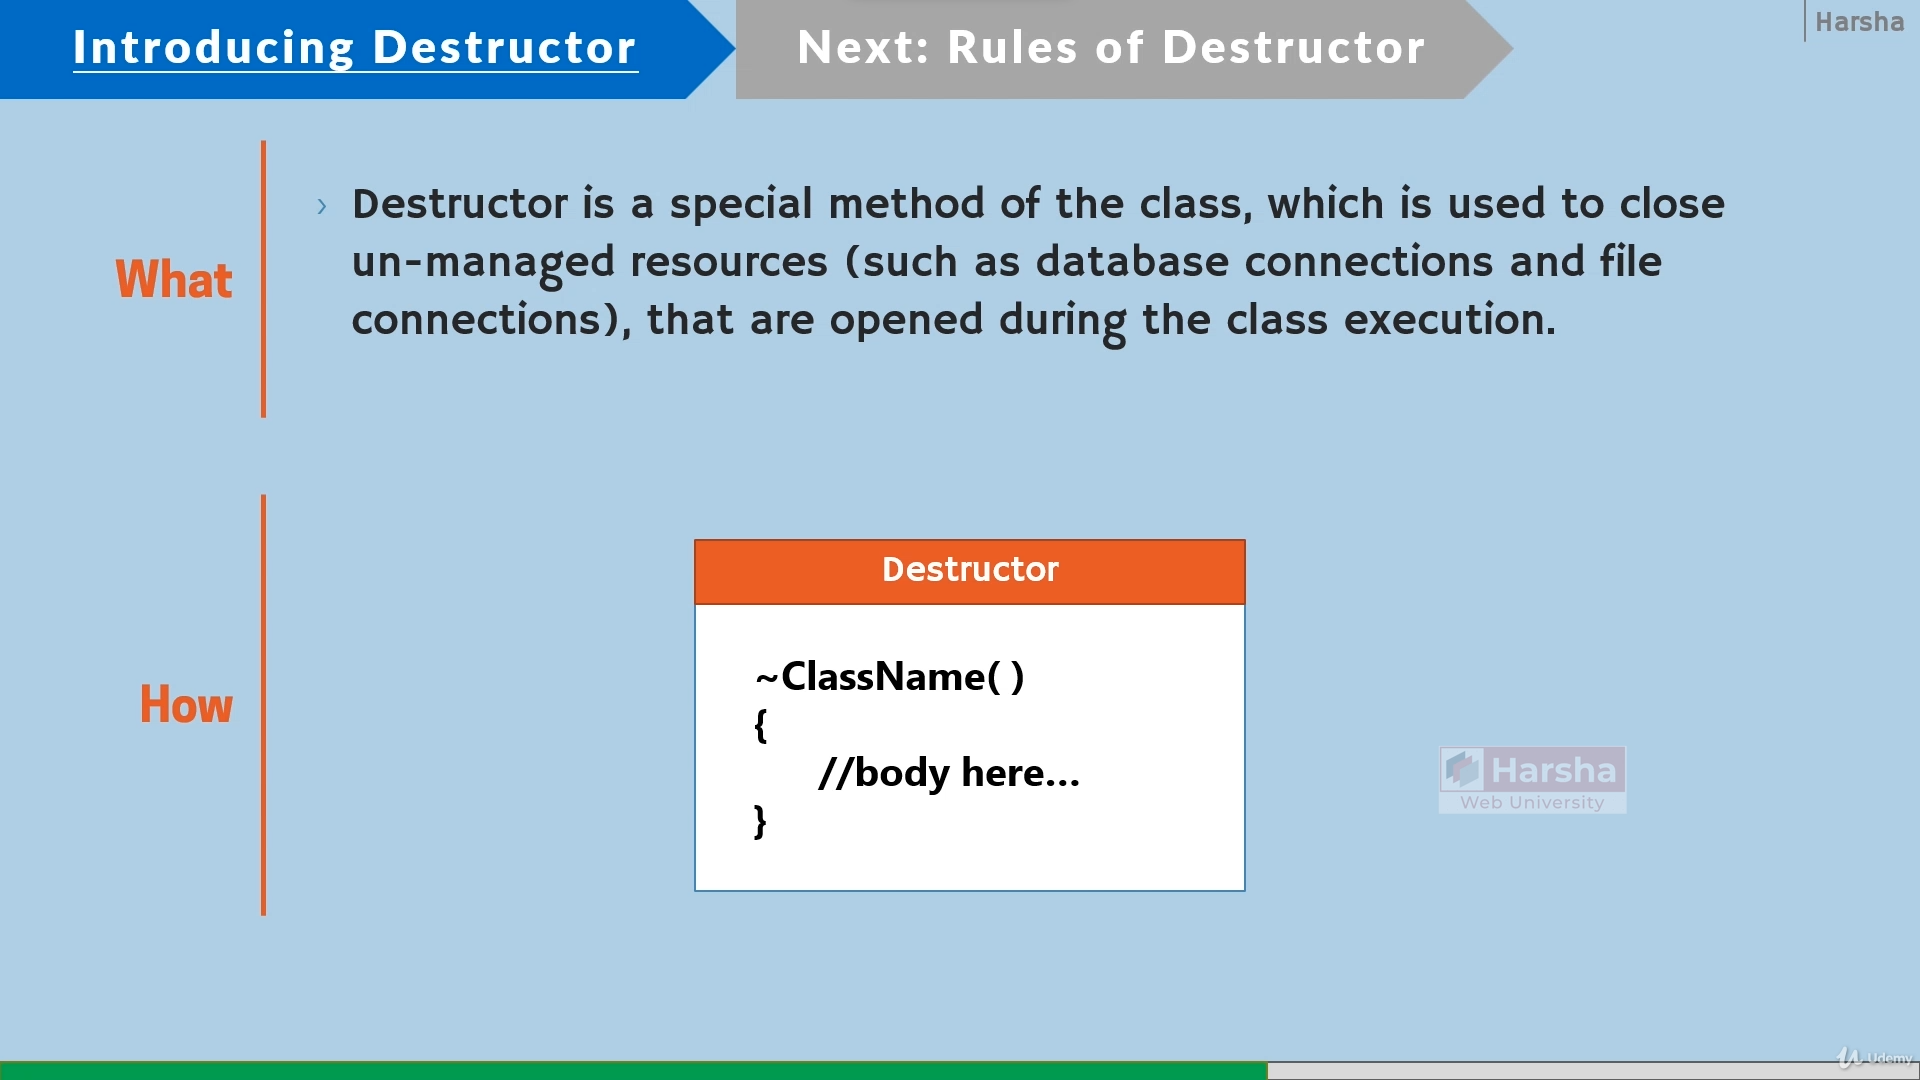 Introducing Destructor
Next: Rules of Destructor
Harsha
What
› Destructor is a special method of the class, which is used to close
un-managed resources (such as database connections and file
connections), that are opened during the class execution.
How
Destructor
~ClassName( )
{
//body here...
}
Harsha
Web University
Udemy